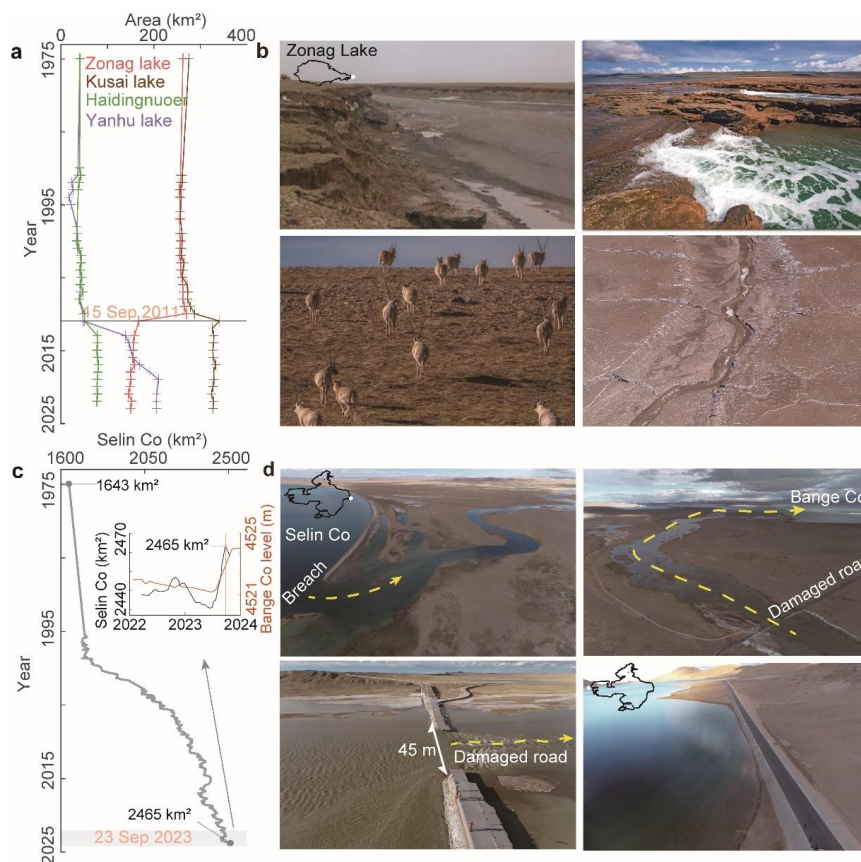 a
Area (km²)
0
200
400
Zonag lake
Kusai lake
Haidingnuoer
Yanhu lake
15 Sep,2011
Year
1975
1995
2015
2025
b
Zonag Lake
c
Selin Co (km²)
1600
2050
2500
1643 km²
2465 km²
Selin Co (km²)
2470
2440
Bange Co level (m)
4525
4521
2022
2023
2024
2465 km²
23 Sep 2023
Year
1975
1995
2015
2025
d
Selin Co
Breach
Bange Co
Damaged road
45 m
Damaged road